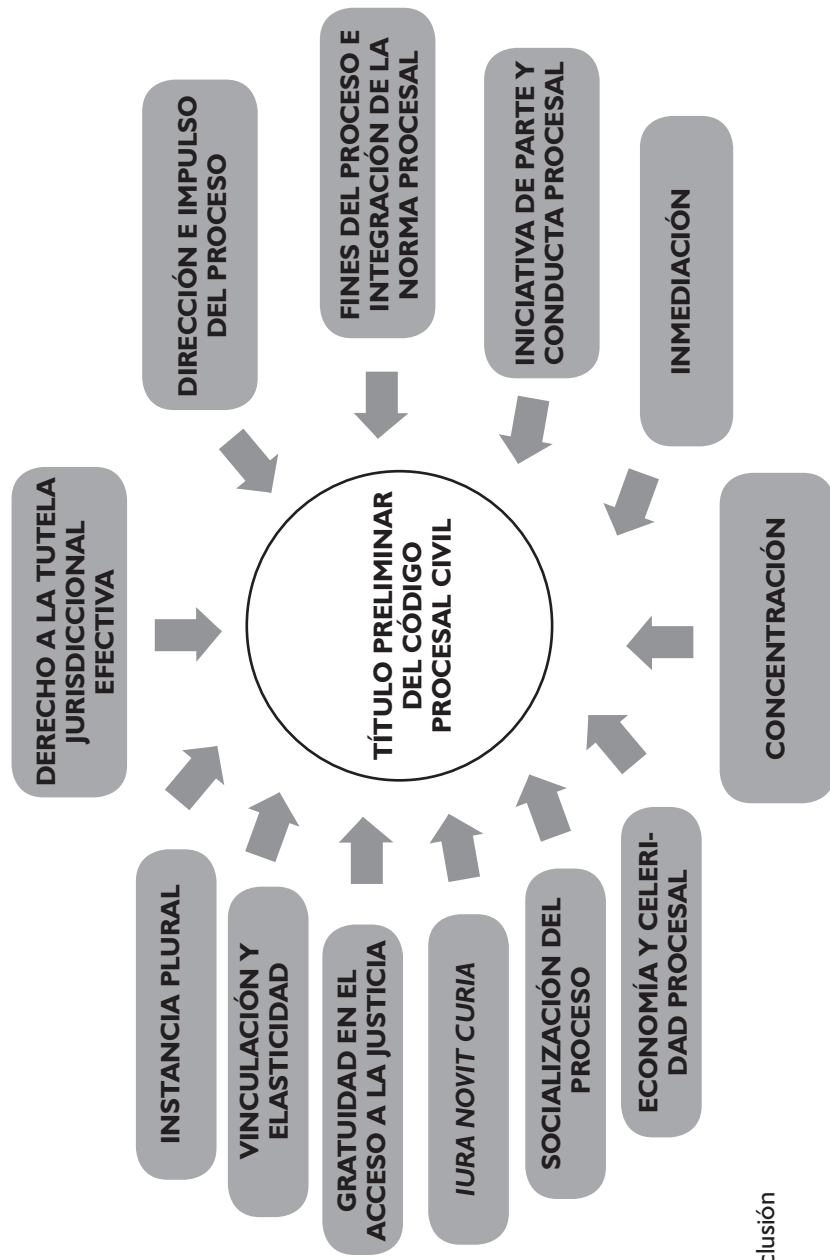 DERECHO A LA TUTELA
JURISDICCIONAL
EFECTIVA
DIRECCIÓN E IMPULSO
DEL PROCESO
FINES DEL PROCESO E
INTEGRACIÓN DE LA
NORMA PROCESAL
INICIATIVA DE PARTE Y
CONDUCTA PROCESAL
INMEDIACIÓN
CONCENTRACIÓN
ECONOMÍA Y CELERI-
DAD PROCESAL
SOCIALIZACIÓN DEL
PROCESO
IURA NOVIT CURIA
GRATUIDAD EN EL
ACCESO A LA JUSTICIA
VINCULACIÓN Y
ELASTICIDAD
INSTANCIA PLURAL
TÍTULO PRELIMINAR
DEL CÓDIGO
PROCESAL CIVIL
clusión